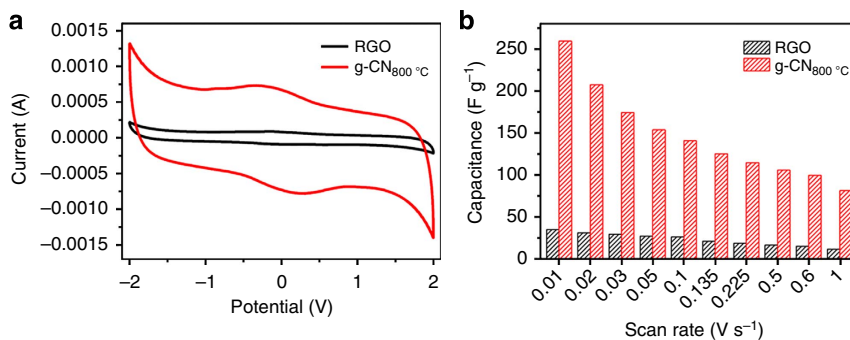 a
0.0015
0.0010
0.0005
0.0000
−0.0005
−0.0010
−0.0015
Current (A)
RGO
g-CN800 °C
−2
−1
0
1
2
Potential (V)
b
250
200
150
100
50
0
Capacitance (F g−1)
RGO
g-CN800 °C
0.01
0.02
0.03
0.05
0.1
0.135
0.225
0.5
0.6
1
Scan rate (V s−1)